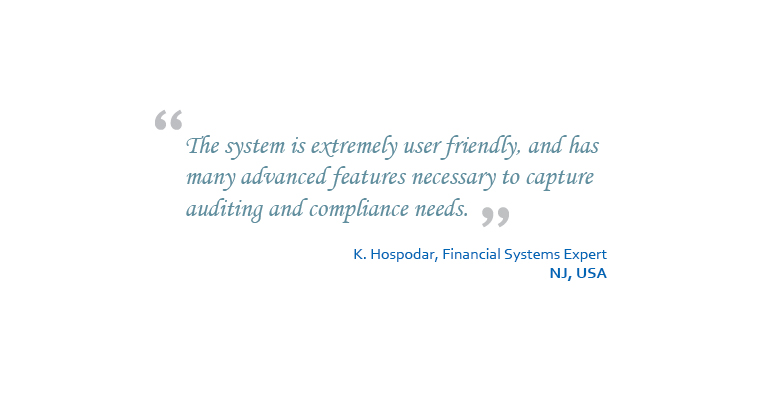 “
The system is extremely user friendly, and has
many advanced features necessary to capture
auditing and compliance needs. ”
K. Hospodar, Financial Systems Expert
NJ, USA